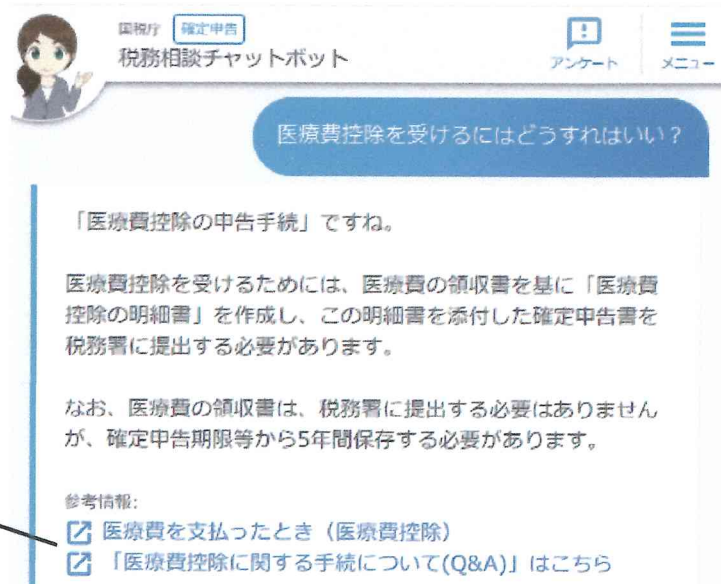 国税庁 確定申告
税務相談チャットボット
アンケート
メニュー
医療費控除を受けるにはどうすればいい？
「医療費控除の申告手続」ですね。
医療費控除を受けるためには、医療費の領収書を基に「医療費
控除の明細書」を作成し、この明細書を添付した確定申告書を
税務署に提出する必要があります。
なお、医療費の領収書は、税務署に提出する必要はありません
が、確定申告期限等から5年間保存する必要があります。
参考情報:
医療費を支払ったとき（医療費控除）
「医療費控除に関する手続について(Q&A)」はこちら